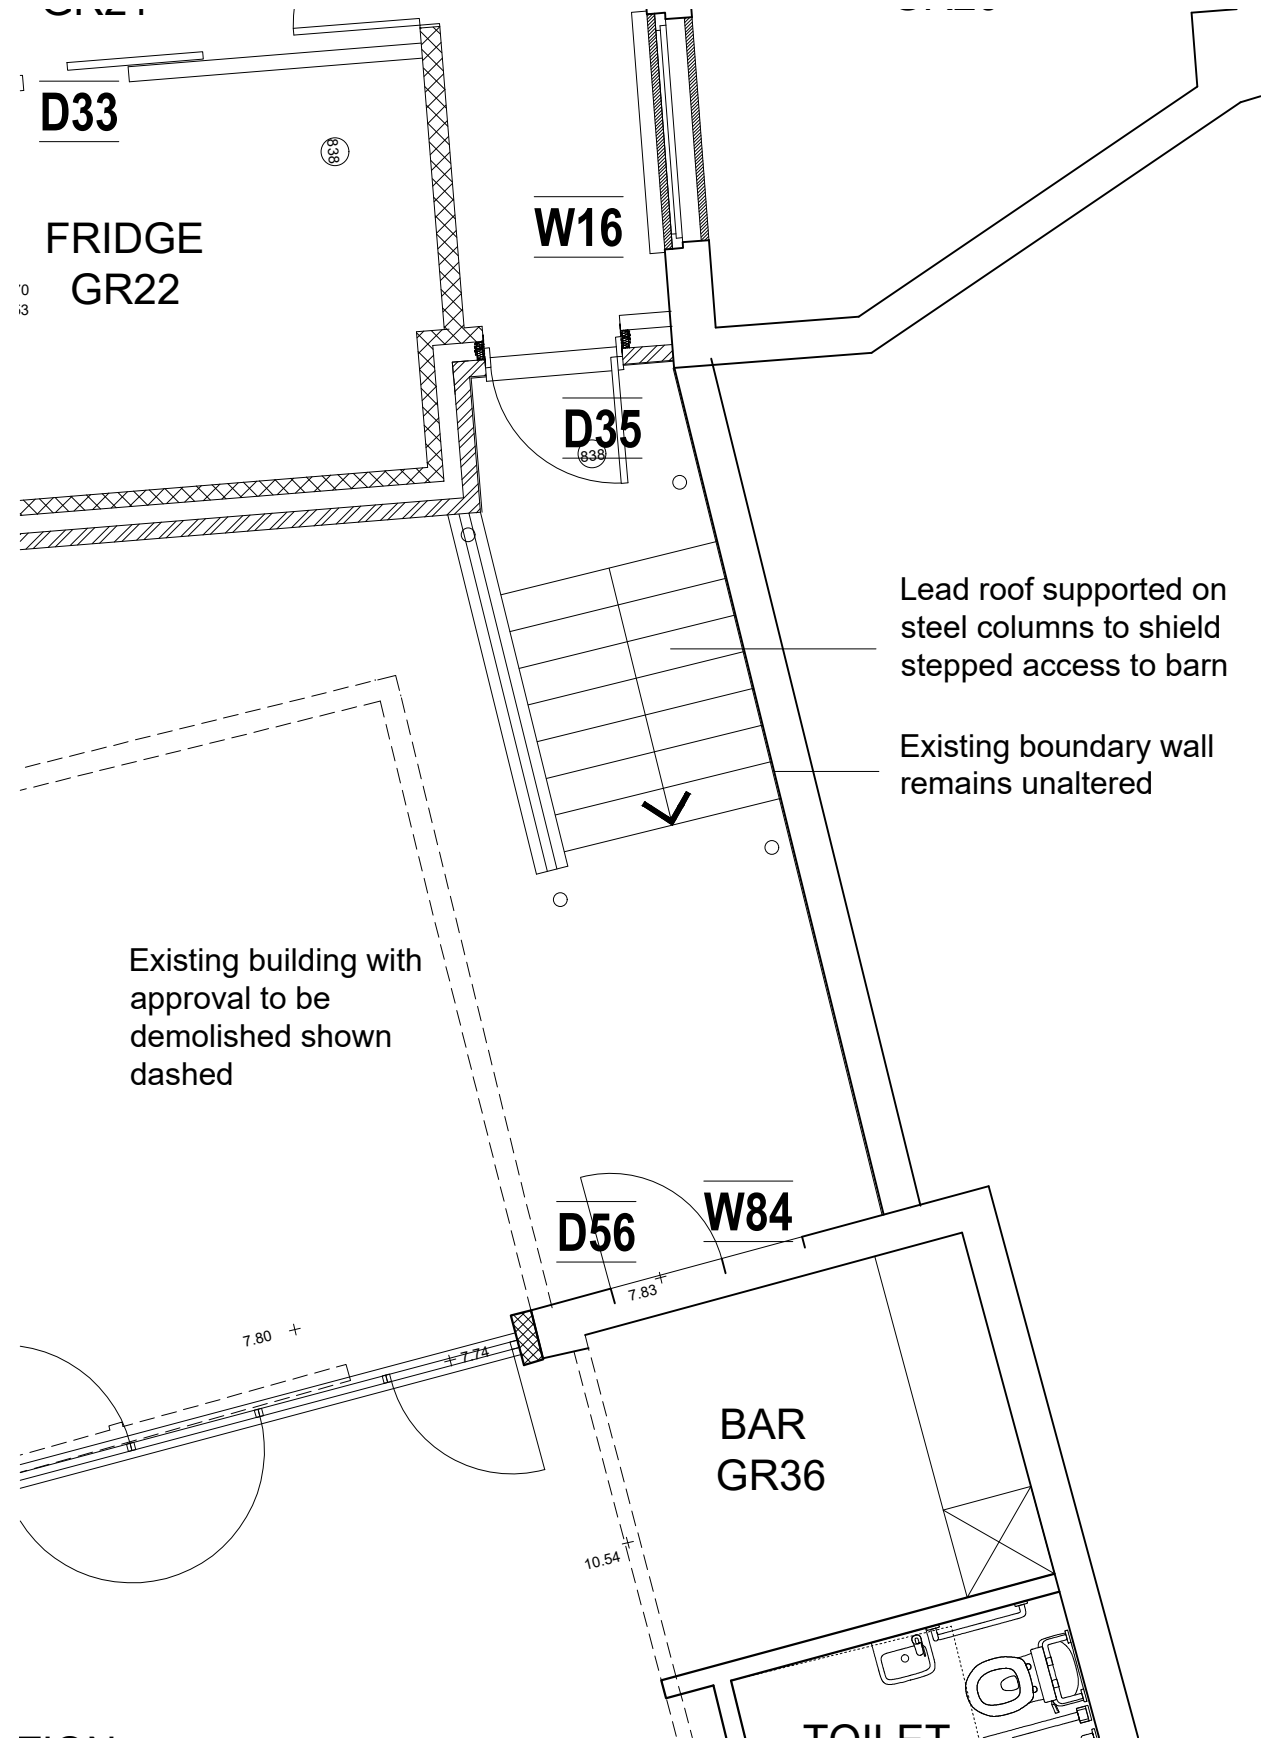 D33
838
W16
FRIDGE
GR22
D35
838
Lead roof supported on
steel columns to shield
stepped access to barn
Existing boundary wall
remains unaltered
Existing building with
approval to be
demolished shown
dashed
D56
W84
7.83
7.80
7.74
BAR
GR36
10.54
TOILET